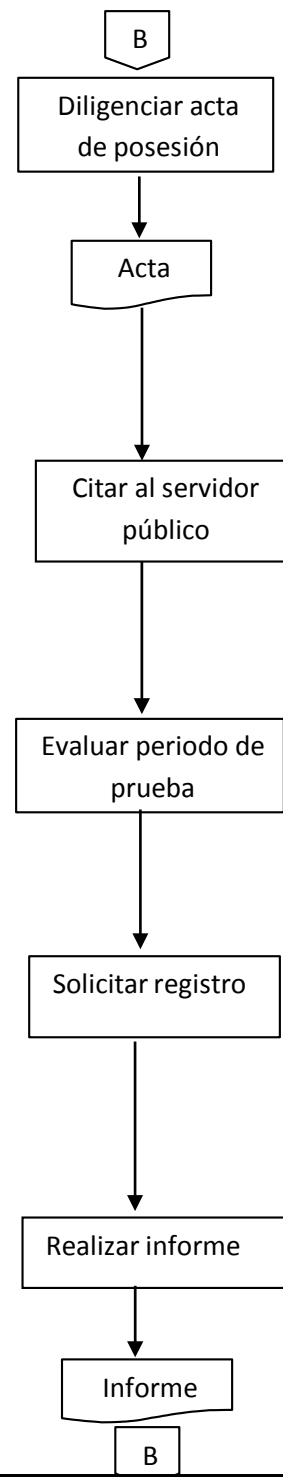 B
Diligenciar acta
de posesión
Acta
Citar al servidor
público
Evaluar periodo de
prueba
Solicitar registro
Realizar informe
Informe
B